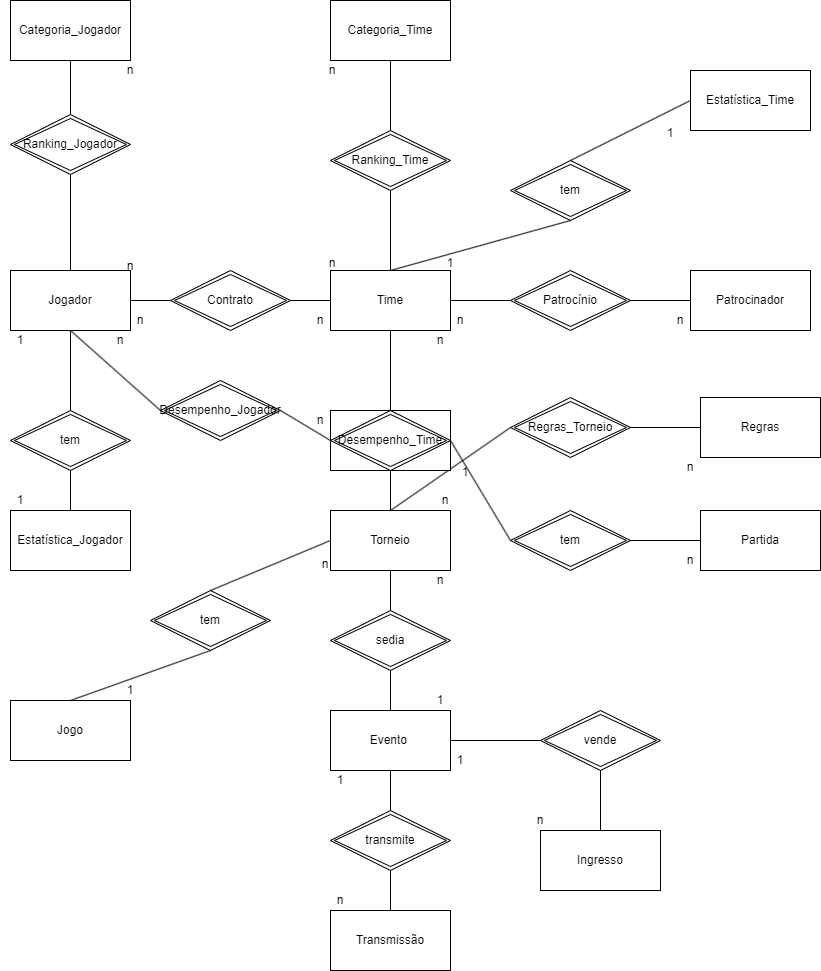 Categoria_Jogador
Categoria_Time
n
n
Estatística_Time
1
Ranking_Jogador
Ranking_Time
tem
n
n
1
Jogador
Contrato
Time
Patrocínio
Patrocinador
n
n
n
n
1
n
n
Desempenho_Jogador
n
Regras_Torneio
Regras
tem
Desempenho_Time
1
n
1
n
Estatística_Jogador
Torneio
tem
Partida
n
n
n
tem
sedia
1
1
Jogo
Evento
vende
1
1
n
transmite
Ingresso
n
Transmissão